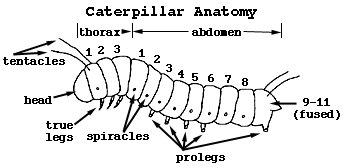 Caterpillar Anatomy
thorax abdomen
tentacles
1 2 3 1 2 3 4 5 6 7 8
head
true legs
spiracles
prolegs
9-11 (fused)